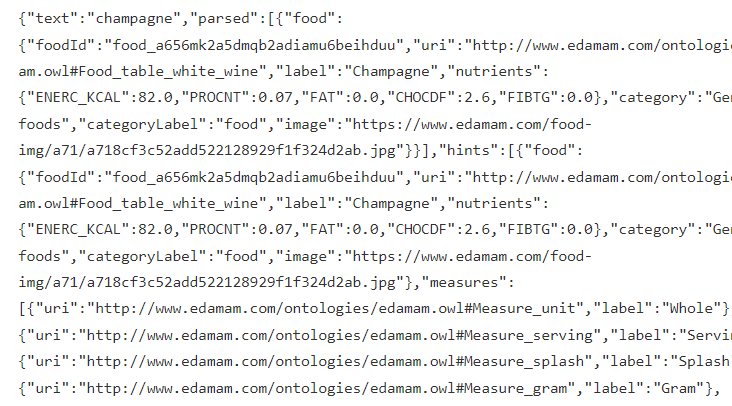 {"text":"champagne","parsed":[{"food":
{"foodId":"food_a656mk2a5dmqb2adiamu6beihduu","uri":"http://www.edamam.com/ontologie
am.owl#Food_table_white_wine","label":"Champagne","nutrients":
{"ENERC_KCAL":82.0,"PROCNT":0.07,"FAT":0.0,"CHOCDF":2.6,"FIBTG":0.0},"category":"Gen
foods","categoryLabel":"food","image":"https://www.edamam.com/food-
img/a71/a718cf3c52add522128929f1f324d2ab.jpg"}}],"hints":[{"food":
{"foodId":"food_a656mk2a5dmqb2adiamu6beihduu","uri":"http://www.edamam.com/ontologie
am.owl#Food_table_white_wine","label":"Champagne","nutrients":
{"ENERC_KCAL":82.0,"PROCNT":0.07,"FAT":0.0,"CHOCDF":2.6,"FIBTG":0.0},"category":"Gen
foods","categoryLabel":"food","image":"https://www.edamam.com/food-
img/a71/a718cf3c52add522128929f1f324d2ab.jpg"},"measures":
[{"uri":"http://www.edamam.com/ontologies/edamam.owl#Measure_unit","label":"Whole"}
{"uri":"http://www.edamam.com/ontologies/edamam.owl#Measure_serving","label":"Servin
{"uri":"http://www.edamam.com/ontologies/edamam.owl#Measure_splash","label":"Splash
{"uri":"http://www.edamam.com/ontologies/edamam.owl#Measure_gram","label":"Gram"},